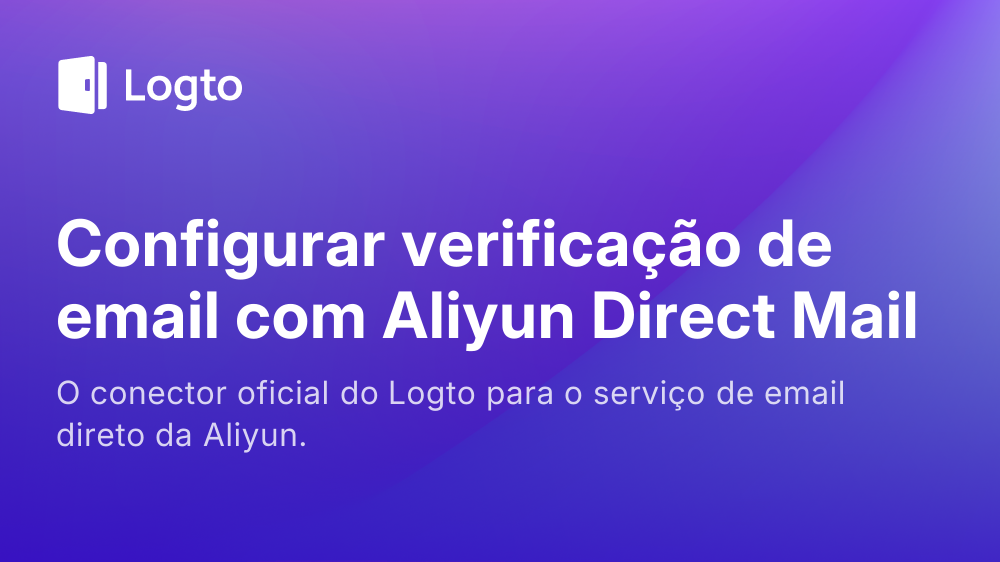 Logto
Configurar verificação de
email com Aliyun Direct Mail
O conector oficial do Logto para o serviço de email
direto da Aliyun.